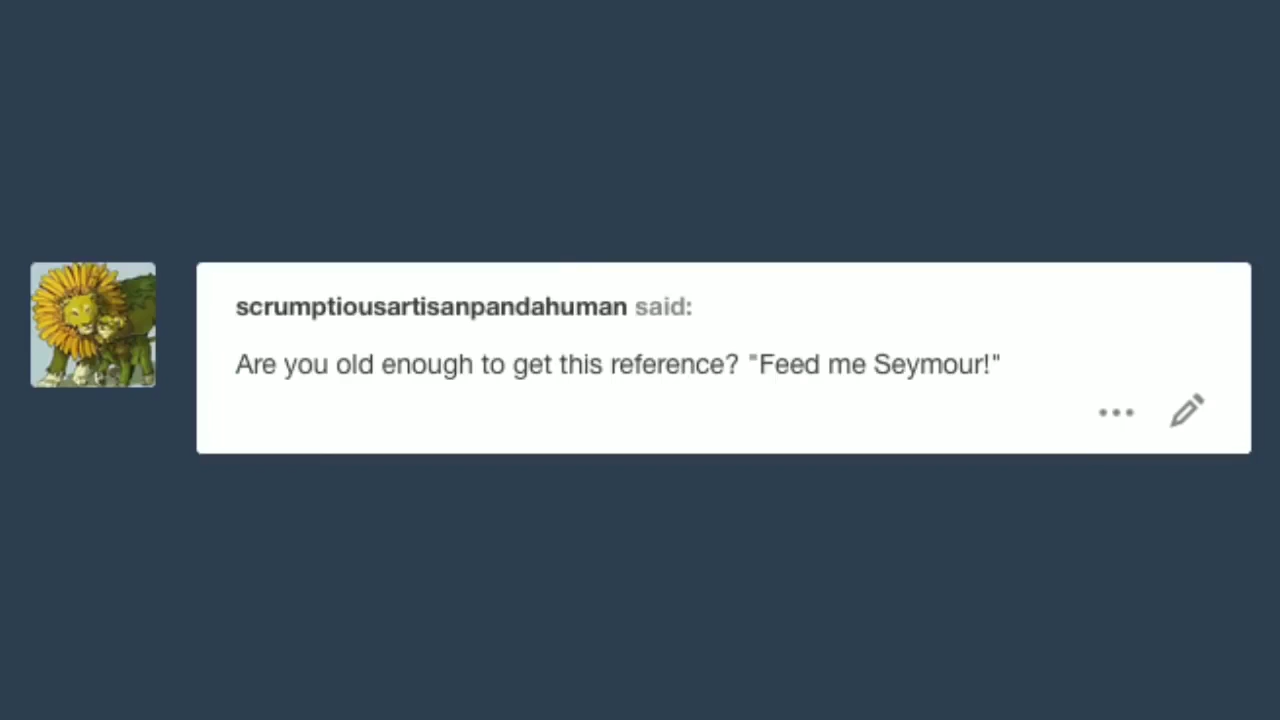 scrumptiousartisanpandahuman said:
Are you old enough to get this reference? "Feed me Seymour!"